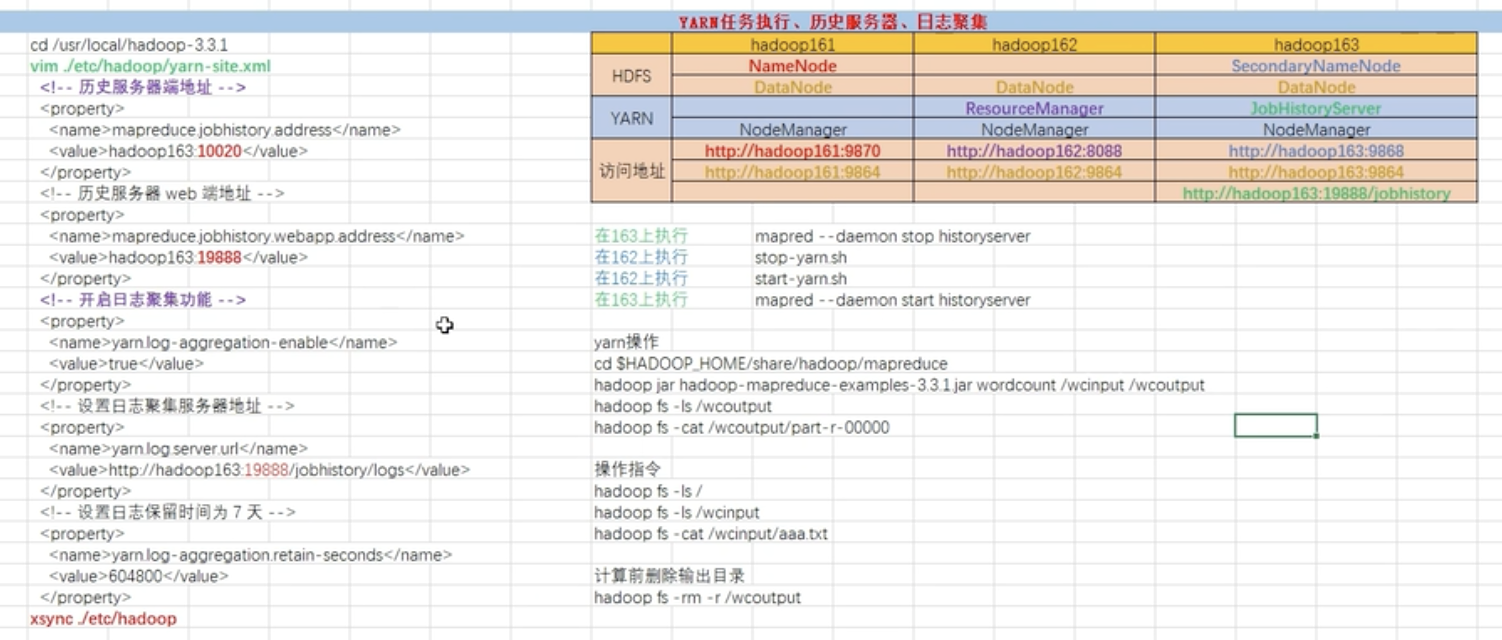 YARN任务执行、历史服务器、日志聚集
cd /usr/local/hadoop-3.3.1
vim ./etc/hadoop/yarn-site.xml
<!-- 历史服务器端地址 -->
<property>
<name>mapreduce.jobhistory.address</name>
<value>hadoop163:10020</value>
</property>
<!-- 历史服务器 web 端地址 -->
<property>
<name>mapreduce.jobhistory.webapp.address</name>
<value>hadoop163:19888</value>
</property>
<!-- 开启日志聚集功能 -->
<property>
<name>yarn.log-aggregation-enable</name>
<value>true</value>
</property>
<!-- 设置日志聚集服务器地址 -->
<property>
<name>yarn.log.server.url</name>
<value>http://hadoop163:19888/jobhistory/logs</value>
</property>
<!-- 设置日志保留时间为 7 天 -->
<property>
<name>yarn.log-aggregation.retain-seconds</name>
<value>604800</value>
</property>
xsync ./etc/hadoop
hadoop161 hadoop162 hadoop163
HDFS
NameNode SecondaryNameNode
DataNode DataNode DataNode
YARN
ResourceManager JobHistoryServer
NodeManager NodeManager NodeManager
访问地址
http://hadoop161:9870 http://hadoop162:8088 http://hadoop163:9868
http://hadoop161:9864 http://hadoop162:9864 http://hadoop163:9864
http://hadoop163:19888/jobhistory
在163上执行 mapred --daemon stop historyserver
在162上执行 stop-yarn.sh
在162上执行 start-yarn.sh
在163上执行 mapred --daemon start historyserver
yarn操作
cd $HADOOP_HOME/share/hadoop/mapreduce
hadoop jar hadoop-mapreduce-examples-3.3.1.jar wordcount /wcinput /wcoutput
hadoop fs -ls /wcoutput
hadoop fs -cat /wcoutput/part-r-00000
操作指令
hadoop fs -ls /
hadoop fs -ls /wcinput
hadoop fs -cat /wcinput/aaa.txt
计算前删除输出目录
hadoop fs -rm -r /wcoutput